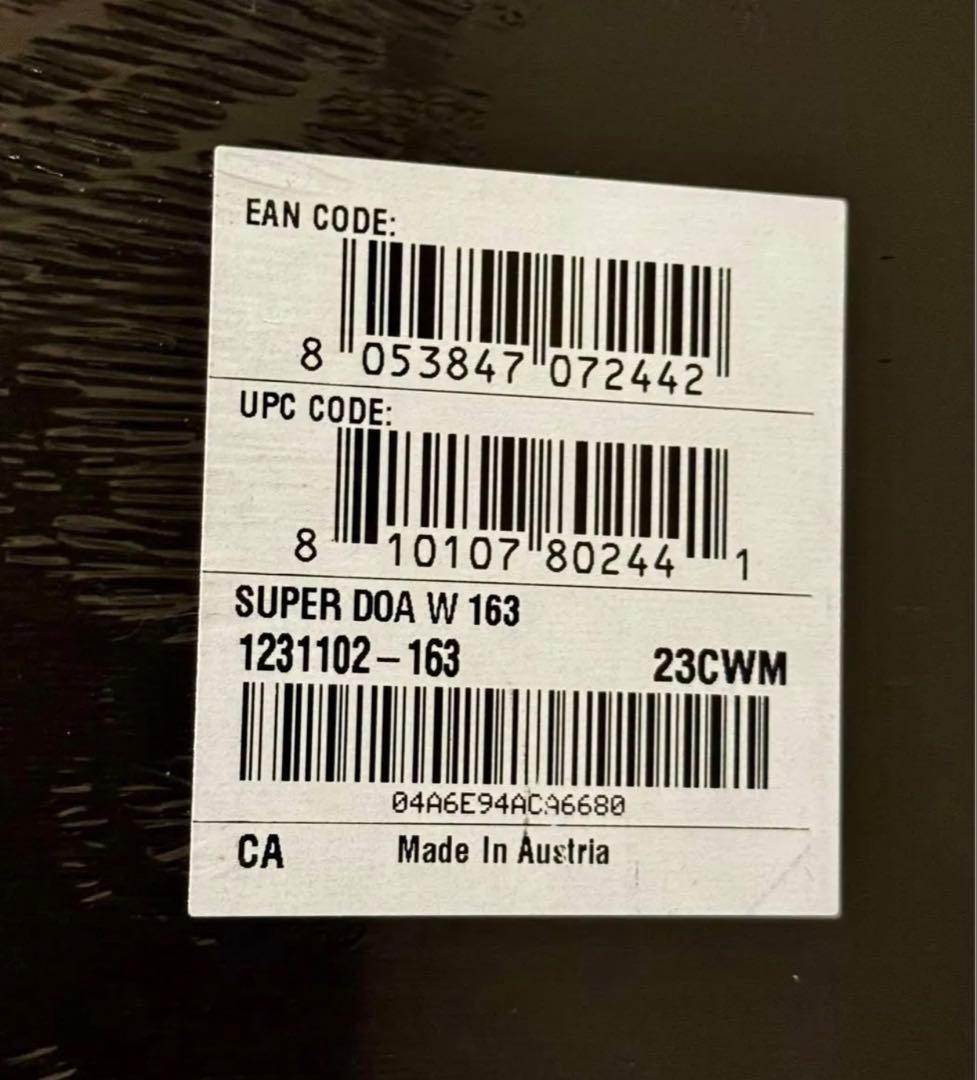 EAN CODE:
8 053847 072442
UPC CODE:
8 10107 80244 1
SUPER DOA W 163
1231102-163 23CWM
04A6E94ACA6680
CA Made In Austria